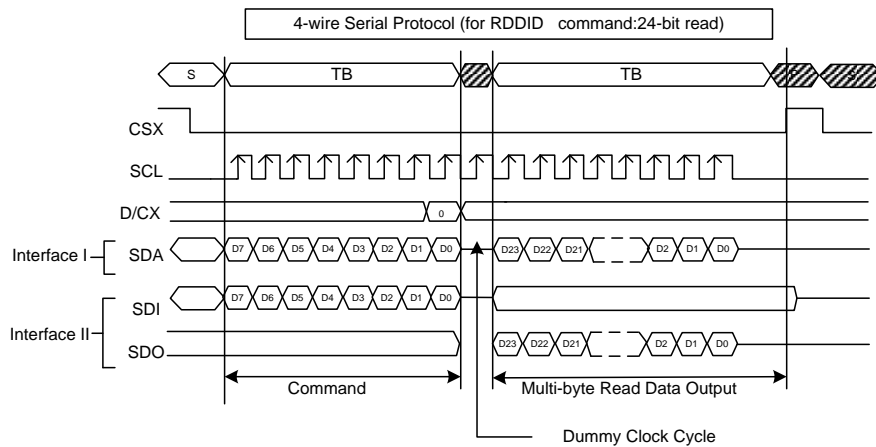 4-wire Serial Protocol (for RDDID command:24-bit read)
S TB TB P S
CSX
SCL
D/CX 0
Interface I SDA D7 D6 D5 D4 D3 D2 D1 D0 D23 D22 D21 D2 D1 D0
SDI D7 D6 D5 D4 D3 D2 D1 D0
Interface II
SDO D23 D22 D21 D2 D1 D0
Command Multi-byte Read Data Output
Dummy Clock Cycle